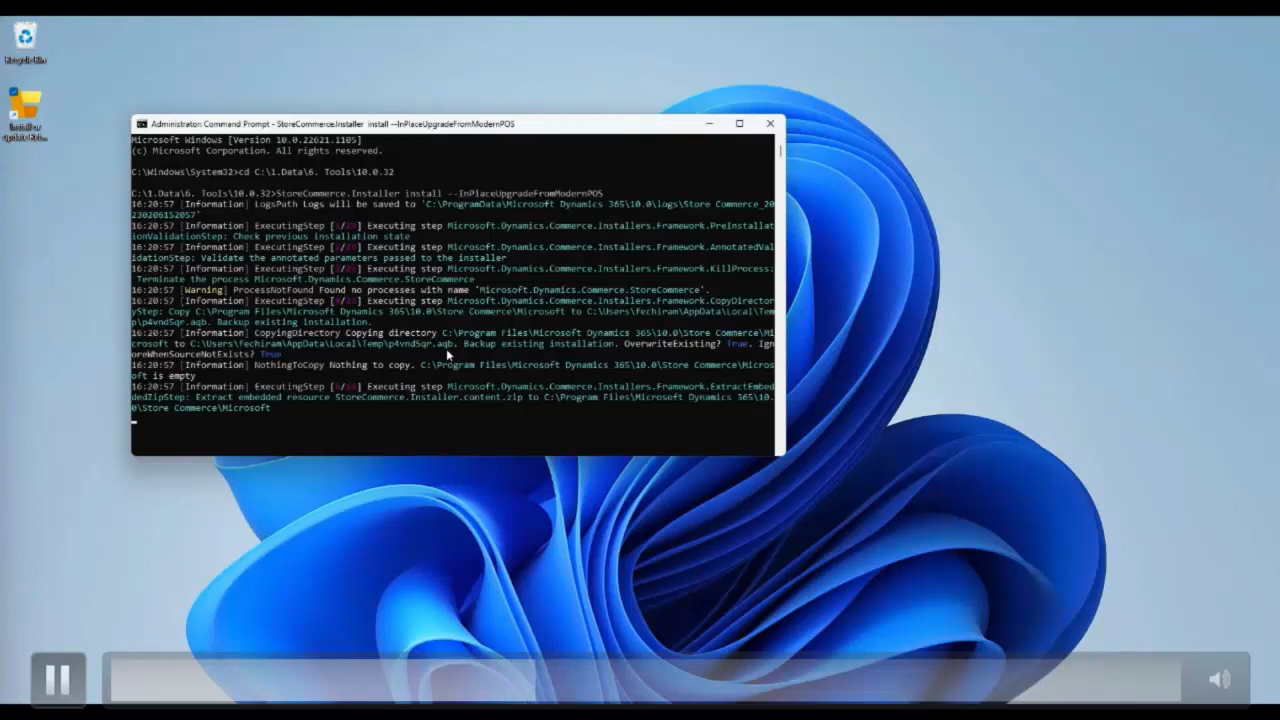 Recycle Bin
Install or
update Ret...
Administrator: Command Prompt - StoreCommerce.Installer install --InPlaceUpgradeFromModernPOS
Microsoft Windows [Version 10.0.22621.1105]
(c) Microsoft Corporation. All rights reserved.
C:\Windows\System32>cd C:\1.Data\6. Tools\10.0.32
C:\1.Data\6. Tools\10.0.32>StoreCommerce.Installer install --InPlaceUpgradeFromModernPOS
16:20:57 [Information] LogsPath Logs will be saved to 'C:\ProgramData\Microsoft Dynamics 365\10.0\logs\Store Commerce_20
230206152057'
16:20:57 [Information] ExecutingStep Executing step Microsoft.Dynamics.Commerce.Installers.Framework.PreInstallat
ionValidationStep: Check previous installation state
16:20:57 [Information] ExecutingStep Executing step Microsoft.Dynamics.Commerce.Installers.Framework.AnnotatedVal
idationStep: Validate the annotated parameters passed to the installer
16:20:57 [Information] ExecutingStep Executing step Microsoft.Dynamics.Commerce.Installers.Framework.KillProcess:
Terminate the process Microsoft.Dynamics.Commerce.StoreCommerce
16:20:57 [Warning] ProcessNotFound Found no processes with name 'Microsoft.Dynamics.Commerce.StoreCommerce'.
16:20:57 [Information] ExecutingStep Executing step Microsoft.Dynamics.Commerce.Installers.Framework.CopyDirector
yStep: Copy C:\Program Files\Microsoft Dynamics 365\10.0\Store Commerce\Microsoft to C:\Users\fechiram\AppData\Local\Tem
p\p4vnd5qr.aqb. Backup existing installation.
16:20:57 [Information] CopyingDirectory Copying directory C:\Program Files\Microsoft Dynamics 365\10.0\Store Commerce\Mi
crosoft to C:\Users\fechiram\AppData\Local\Temp\p4vnd5qr.aqb. Backup existing installation. OverwriteExisting? True. Ign
oreWhenSourceNotExists? True
16:20:57 [Information] NothingToCopy Nothing to copy. C:\Program Files\Microsoft Dynamics 365\10.0\Store Commerce\Micros
oft is empty
16:20:57 [Information] ExecutingStep Executing step Microsoft.Dynamics.Commerce.Installers.Framework.ExtractEmbed
dedZipStep: Extract embedded resource StoreCommerce.Installer.content.zip to C:\Program Files\Microsoft Dynamics 365\10.
0\Store Commerce\Microsoft